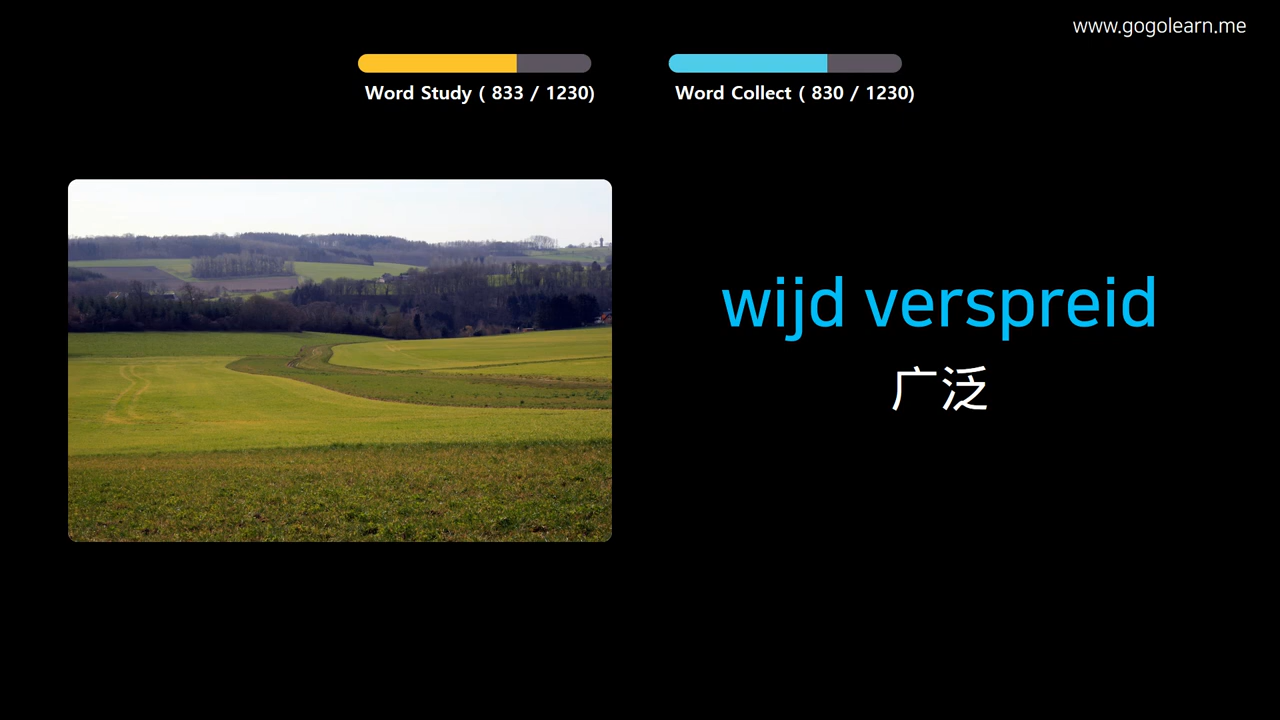 www.gogolearn.me
Word Study ( 833 / 1230)
Word Collect ( 830 / 1230)
wijd verspreid
广泛